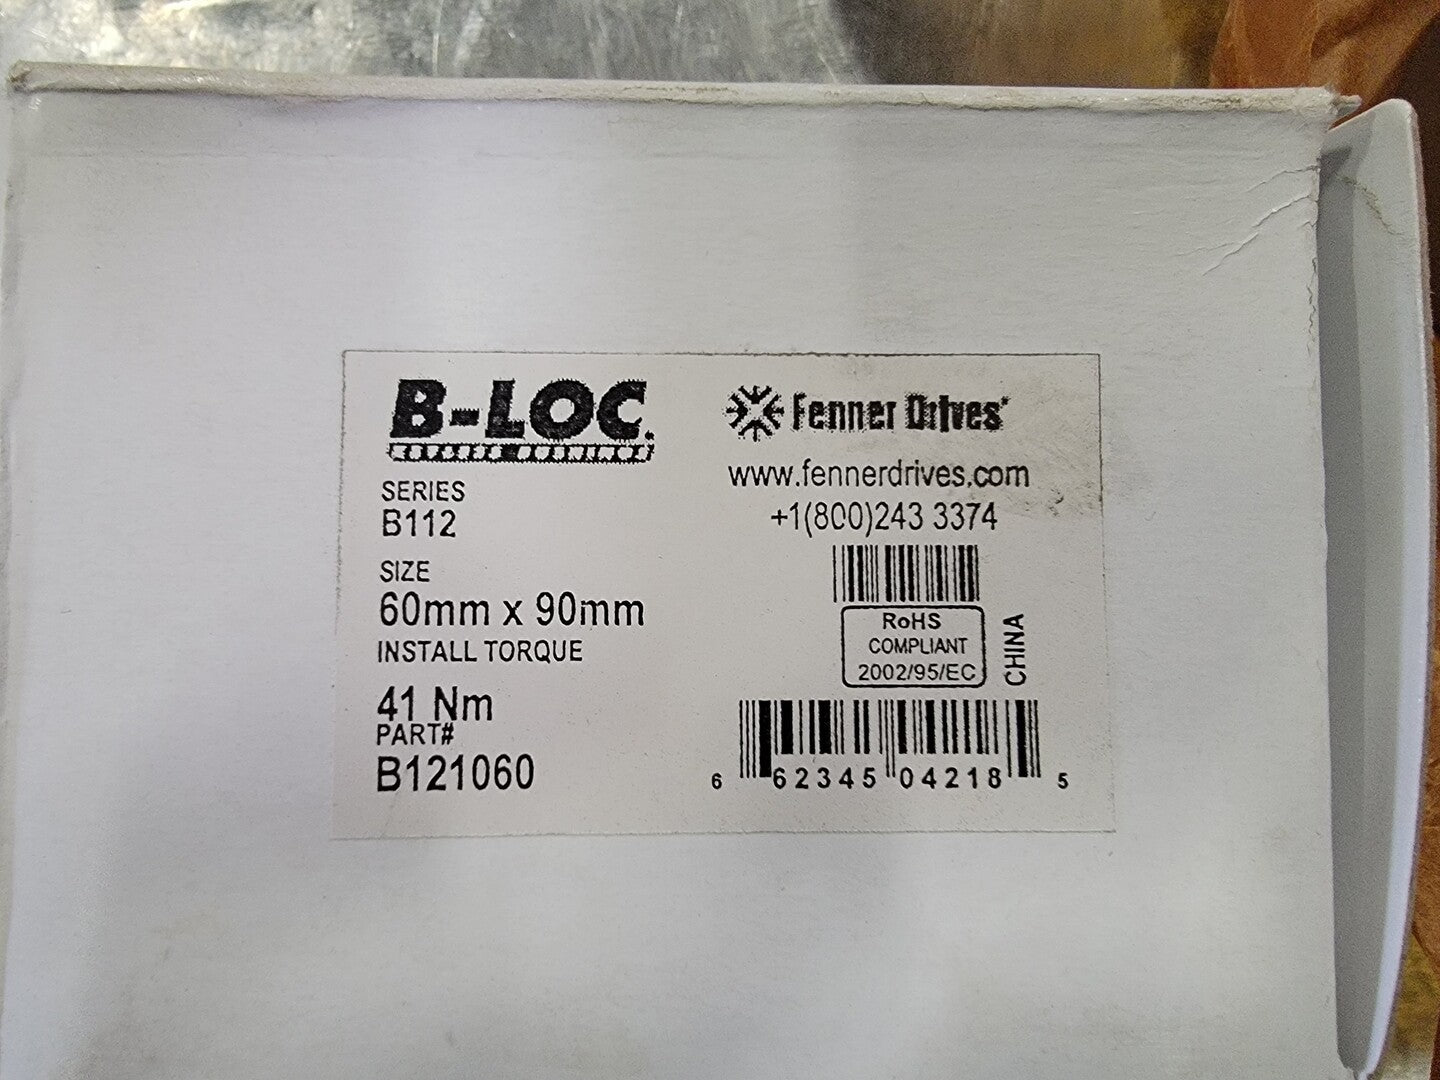 B-LOC.
SERIES
B112
SIZE
60mm x 90mm
INSTALL TORQUE
41 Nm
PART#
B121060
Fenner Drives
www.fennerdrives.com
+1(800)243 3374
RoHS
COMPLIANT
2002/95/EC
CHINA
6 62345 04218 5